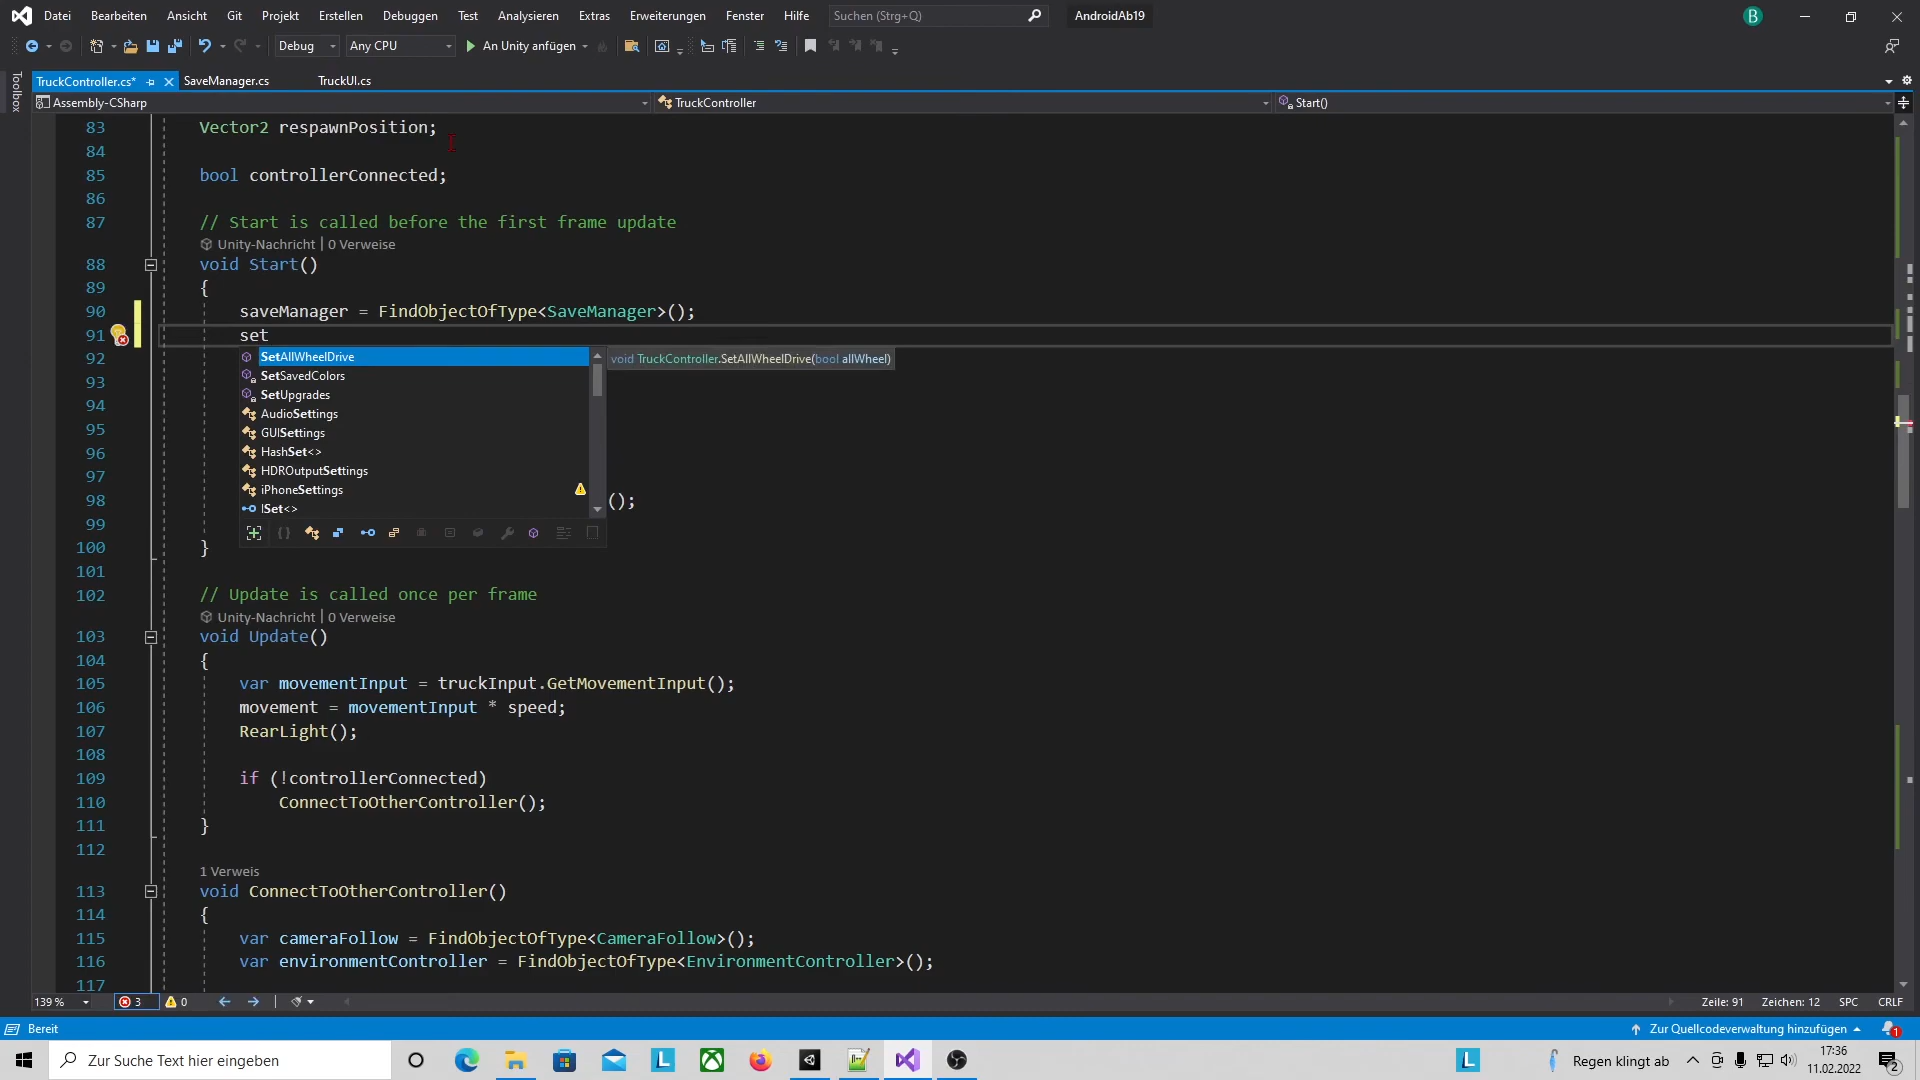 Datei Bearbeiten Ansicht Git Projekt Erstellen Debuggen Test Analysieren Extras Erweiterungen Fenster Hilfe Suchen (Strg+Q) AndroidAb19 B
Debug Any CPU An Unity anfügen
Toolbox
TruckController.cs* SaveManager.cs TruckUI.cs
Assembly-CSharp TruckController Start()
83 Vector2 respawnPosition;
84
85 bool controllerConnected;
86
87 // Start is called before the first frame update
Unity-Nachricht | 0 Verweise
88 void Start()
89 {
90 saveManager = FindObjectOfType<SaveManager>();
91 set
92 SetAllWheelDrive void TruckController.SetAllWheelDrive(bool allWheel)
SetSavedColors
93 SetUpgrades
94 AudioSettings
95 GUISettings
96 HashSet<>
97 HDROutputSettings
iPhoneSettings
98 ();
ISet<>
99
100 }
101
102 // Update is called once per frame
Unity-Nachricht | 0 Verweise
103 void Update()
104 {
105 var movementInput = truckInput.GetMovementInput();
106 movement = movementInput * speed;
107 RearLight();
108
109 if (!controllerConnected)
110 ConnectToOtherController();
111 }
112
1 Verweis
113 void ConnectToOtherController()
114 {
115 var cameraFollow = FindObjectOfType<CameraFollow>();
116 var environmentController = FindObjectOfType<EnvironmentController>();
117
139 % 3 0 Zeile: 91 Zeichen: 12 SPC CRLF
Bereit Zur Quellcodeverwaltung hinzufügen 1
Zur Suche Text hier eingeben L L Regen klingt ab 17:36
11.02.2022 2